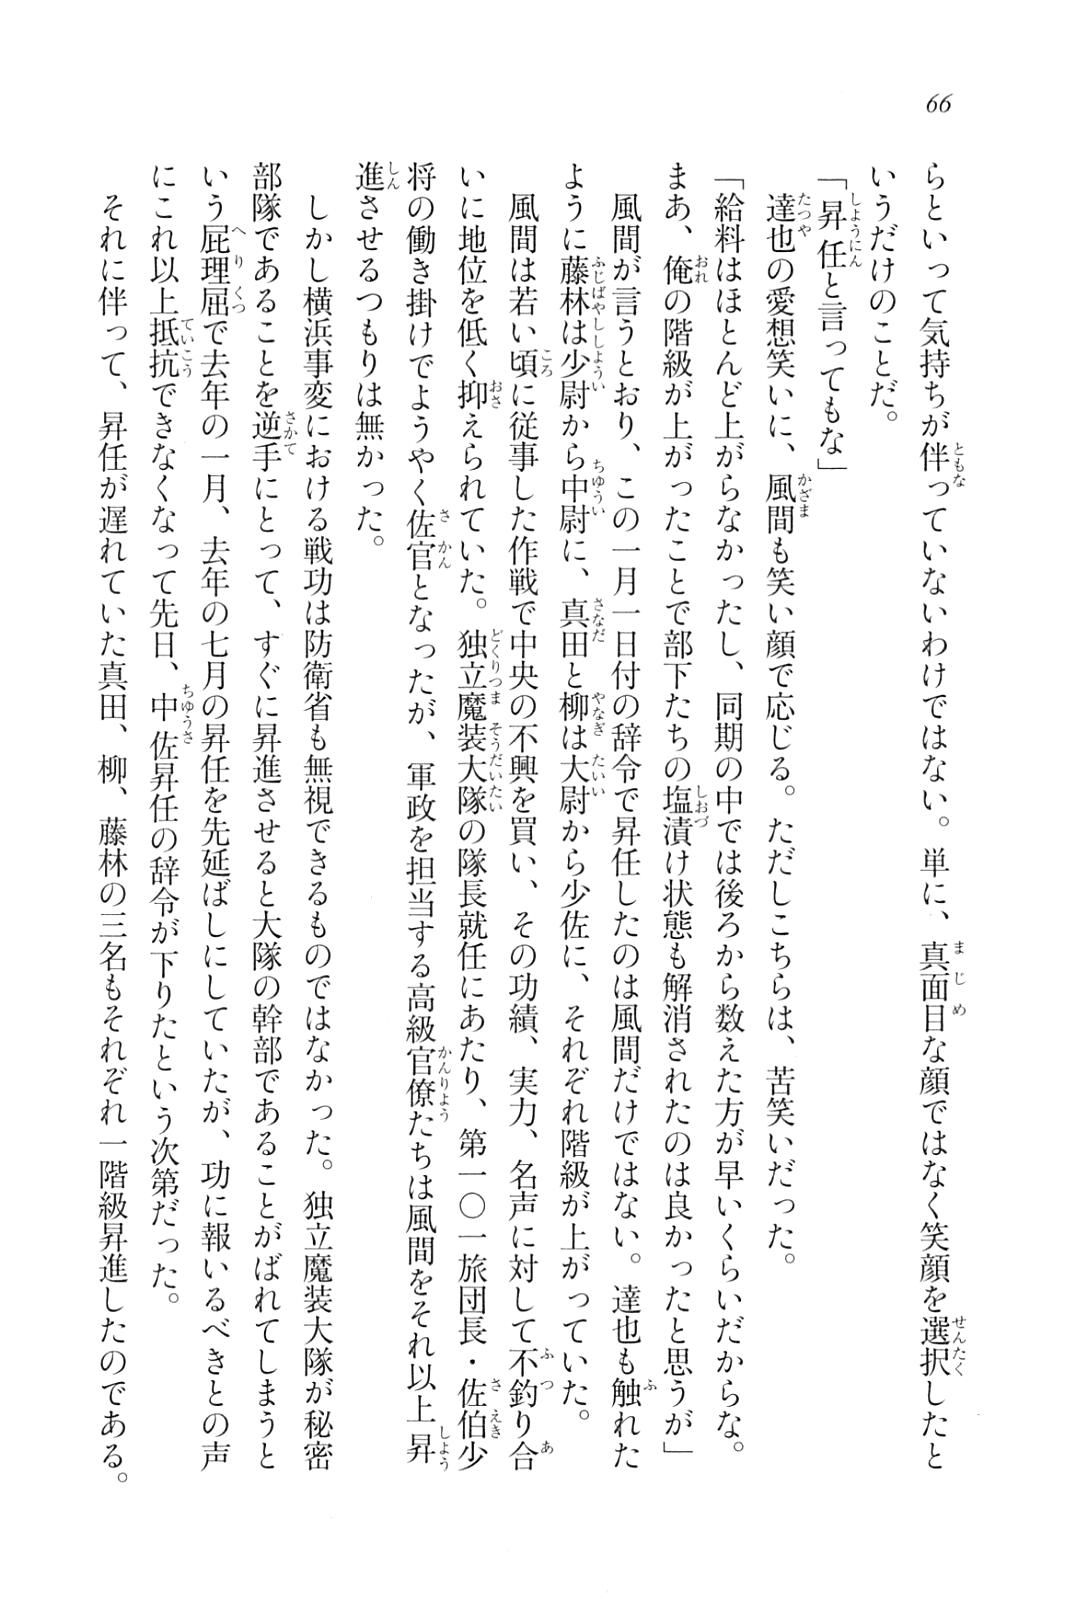 66
らといって気持ちが伴っていないわけではない。単に、真面目な顔ではなく笑顔を選択したと
いうだけのことだ。
「昇任と言ってもな」
達也の愛想笑いに、風間も笑い顔で応じる。ただしこちらは、苦笑いだった。
「給料はほとんど上がらなかったし、同期の中では後ろから数えた方が早いくらいだからな。
まあ、俺の階級が上がったことで部下たちの塩漬け状態も解消されたのは良かったと思うが」
風間が言うとおり、この一月一日付の辞令で昇任したのは風間だけではない。達也も触れた
ように藤林は少尉から中尉に、真田と柳は大尉から少佐に、それぞれ階級が上がっていた。
風間は若い頃に従事した作戦で中央の不興を買い、その功績、実力、名声に対して不釣り合
いに地位を低く抑えられていた。独立魔装大隊の隊長就任にあたり、第一〇一旅団長・佐伯少
将の働き掛けでようやく佐官となったが、軍政を担当する高級官僚たちは風間をそれ以上昇
進させるつもりは無かった。
しかし横浜事変における戦功は防衛省も無視できるものではなかった。独立魔装大隊が秘密
部隊であることを逆手にとって、すぐに昇進させると大隊の幹部であることがばれてしまうと
いう屁理屈で去年の一月、去年の七月の昇任を先延ばしにしていたが、功に報いるべきとの声
にこれ以上抵抗できなくなって先日、中佐昇任の辞令が下りたという次第だった。
それに伴って、昇任が遅れていた真田、柳、藤林の三名もそれぞれ一階級昇進したのである。